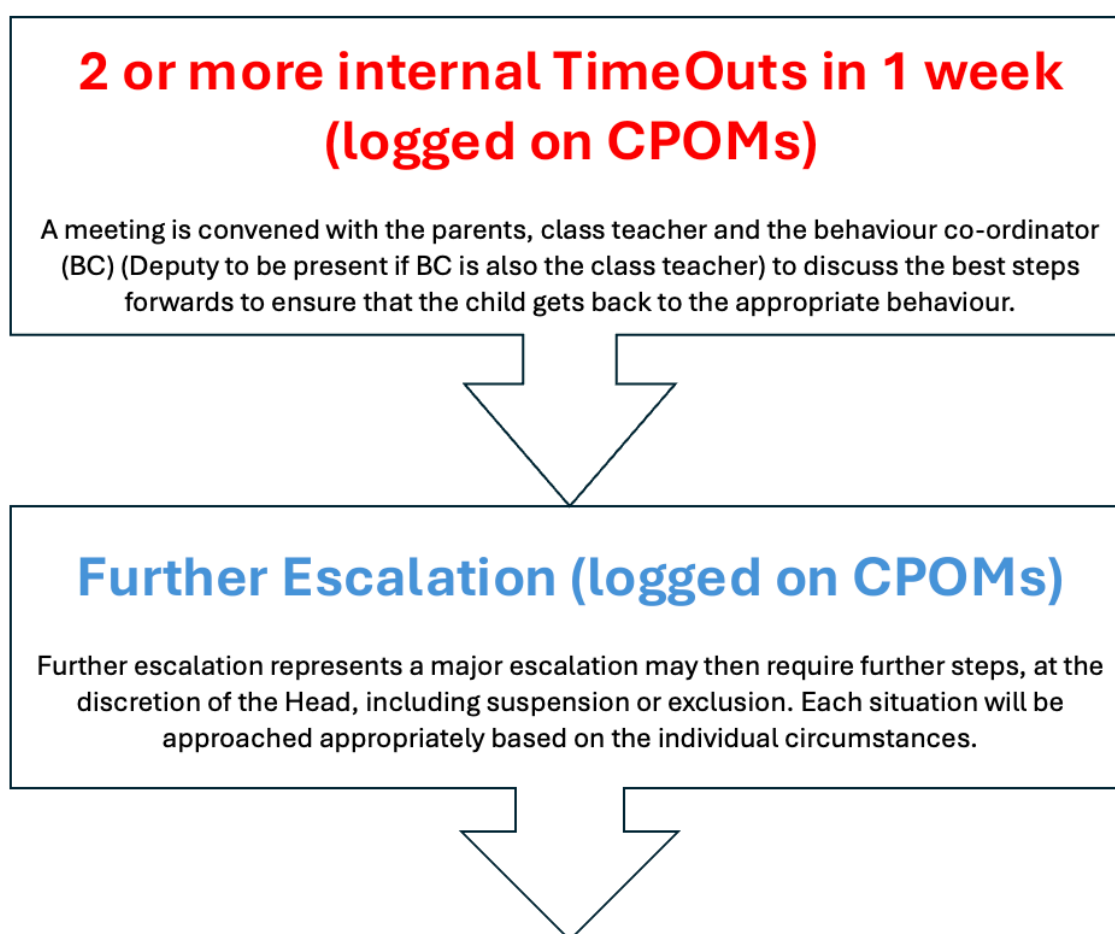 2 or more internal TimeOuts in 1 week
(logged on CPOMs)
A meeting is convened with the parents, class teacher and the behaviour co-ordinator
(BC) (Deputy to be present if BC is also the class teacher) to discuss the best steps
forwards to ensure that the child gets back to the appropriate behaviour.
Further Escalation (logged on CPOMs)
Further escalation represents a major escalation may then require further steps, at the
discretion of the Head, including suspension or exclusion. Each situation will be
approached appropriately based on the individual circumstances.